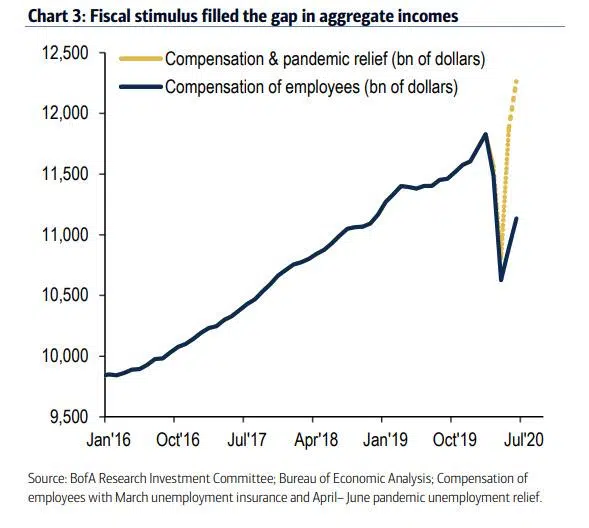 Chart 3: Fiscal stimulus filled the gap in aggregate incomes
12,500
12,000
11,500
11,000
10,500
10,000
9,500
Compensation & pandemic relief (bn of dollars)
Compensation of employees (bn of dollars)
Jan'16 Oct'16 Jul'17 Apr'18 Jan'19 Oct'19 Jul'20
Source: BofA Research Investment Committee; Bureau of Economic Analysis; Compensation of
employees with March unemployment insurance and April– June pandemic unemployment relief.